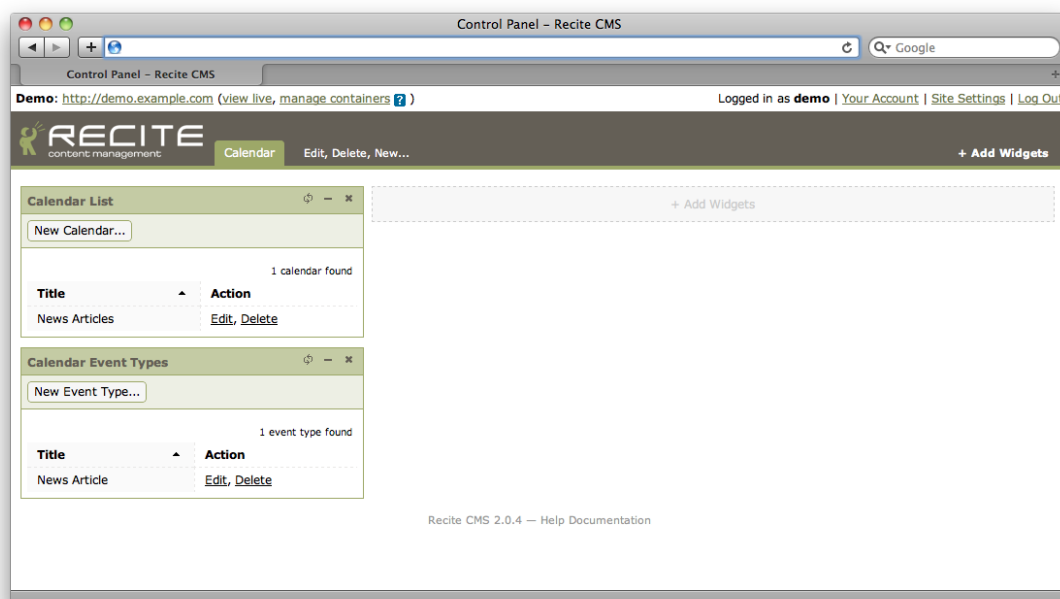 Control Panel – Recite CMS
Google
Control Panel – Recite CMS
Demo: http://demo.example.com (view live, manage containers ? ) Logged in as demo | Your Account | Site Settings | Log Out
RECITE
content management
Calendar Edit, Delete, New... + Add Widgets
Calendar List
+ Add Widgets
New Calendar...
1 calendar found
Title Action
News Articles Edit, Delete
Calendar Event Types
New Event Type...
1 event type found
Title Action
News Article Edit, Delete
Recite CMS 2.0.4 — Help Documentation